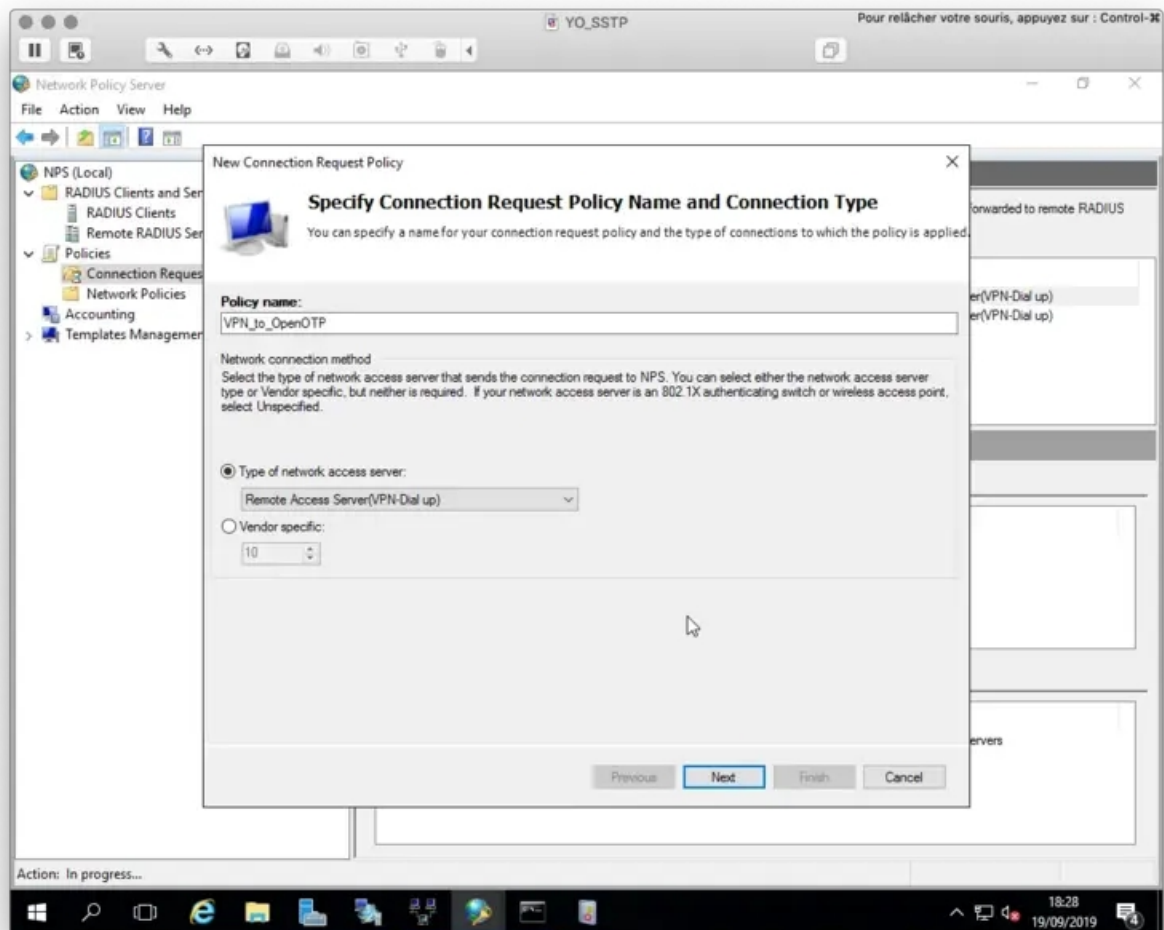 YO_SSTP
Pour relâcher votre souris, appuyez sur : Control-⌘
Network Policy Server
File Action View Help
NPS (Local)
RADIUS Clients and Ser
RADIUS Clients
Remote RADIUS Ser
Policies
Connection Reques
Network Policies
Accounting
Templates Managemer
New Connection Request Policy
Specify Connection Request Policy Name and Connection Type
You can specify a name for your connection request policy and the type of connections to which the policy is applied.
forwarded to remote RADIUS
er(VPN-Dial up)
er(VPN-Dial up)
Policy name:
VPN_to_OpenOTP
Network connection method
Select the type of network access server that sends the connection request to NPS. You can select either the network access server
type or Vendor specific, but neither is required. If your network access server is an 802.1X authenticating switch or wireless access point,
select Unspecified.
Type of network access server:
Remote Access Server(VPN-Dial up)
Vendor specific:
10
ervers
Previous Next Finish Cancel
Action: In progress...
18:28
19/09/2019
4